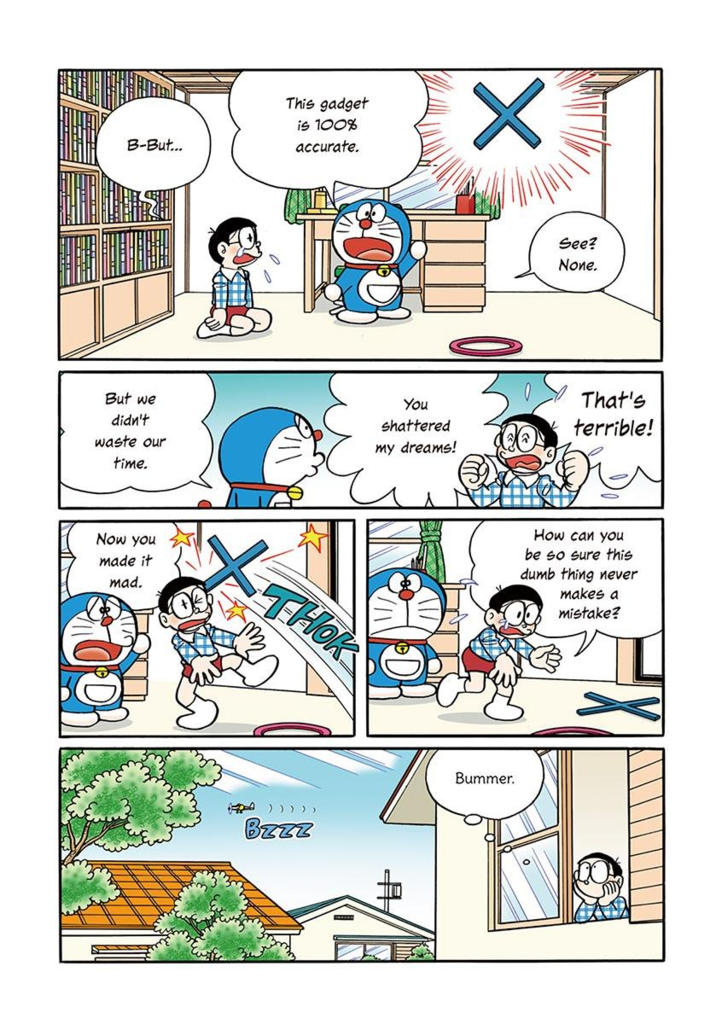 See?
None.
This gadget
is 100%
accurate.
B-But...
That's
terrible!
You
shattered
my dreams!
But we
didn't
waste our
time.
How can you
be so sure this
dumb thing never
makes a
mistake?
THOK
Now you
made it
mad.
Bummer.
BZZZ